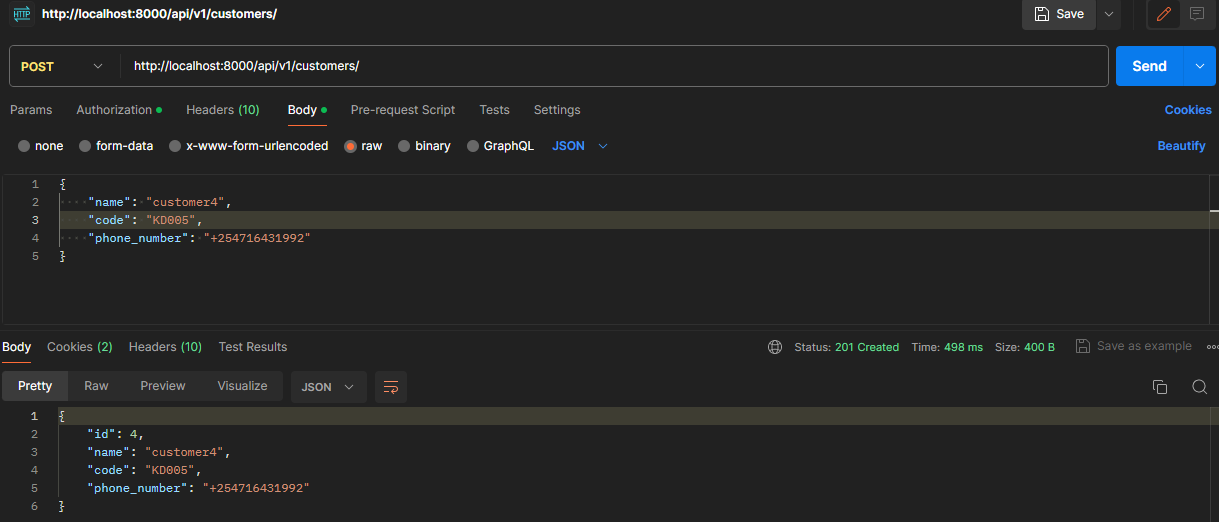 HTTP http://localhost:8000/api/v1/customers/ Save
POST http://localhost:8000/api/v1/customers/ Send
Params Authorization Headers (10) Body Pre-request Script Tests Settings Cookies
none form-data x-www-form-urlencoded raw binary GraphQL JSON Beautify
1 {
2 "name": "customer4",
3 "code": "KD005",
4 "phone_number": "+254716431992"
5 }
Body Cookies (2) Headers (10) Test Results Status: 201 Created Time: 498 ms Size: 400 B Save as example
Pretty Raw Preview Visualize JSON
1 {
2 "id": 4,
3 "name": "customer4",
4 "code": "KD005",
5 "phone_number": "+254716431992"
6 }